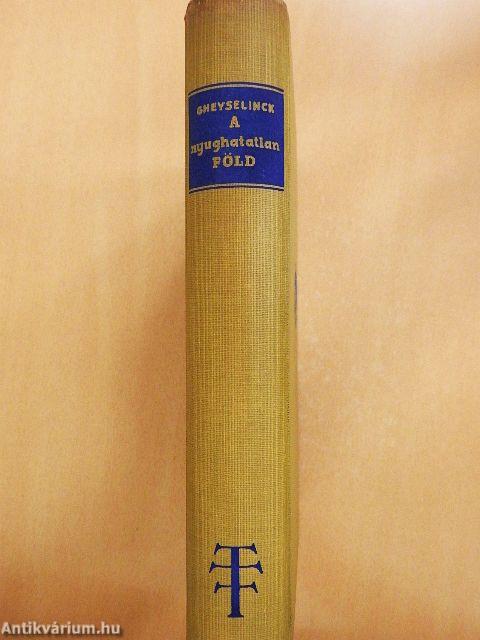 GHEYSELINCK
A
nyughatatlan
FÖLD
Antikvárium.hu